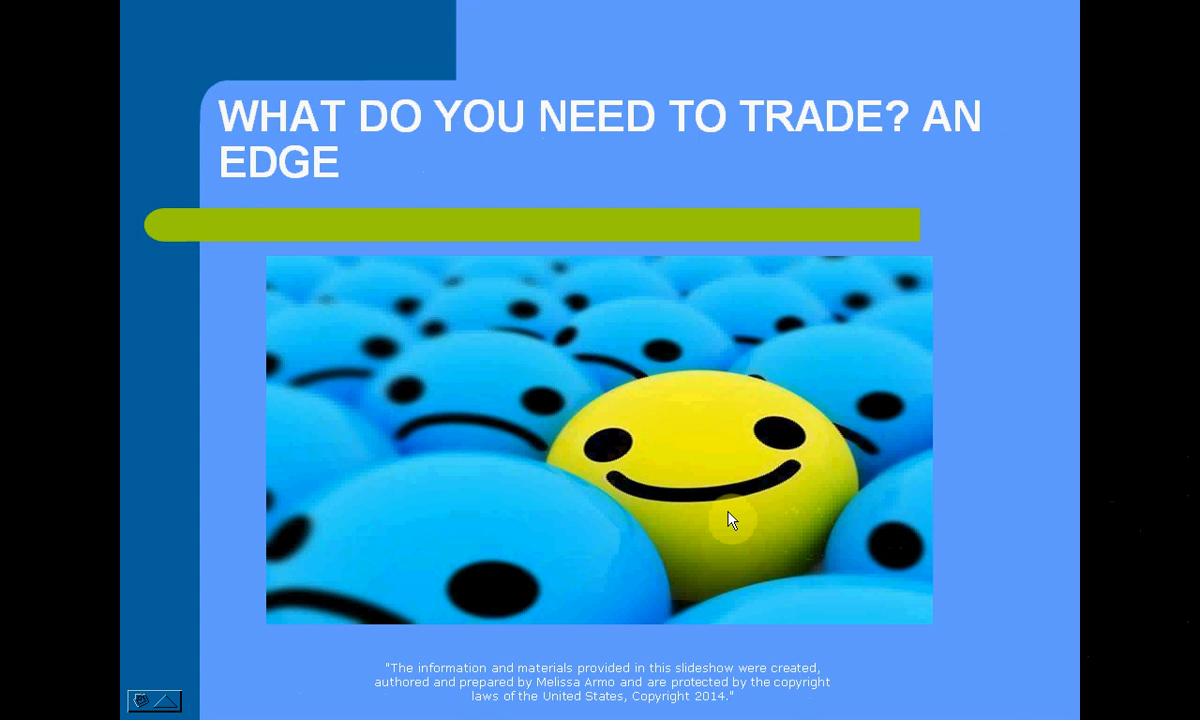 WHAT DO YOU NEED TO TRADE? AN
EDGE
"The information and materials provided in this slideshow were created,
authored and prepared by Melissa Armo and are protected by the copyright
laws of the United States, Copyright 2014."